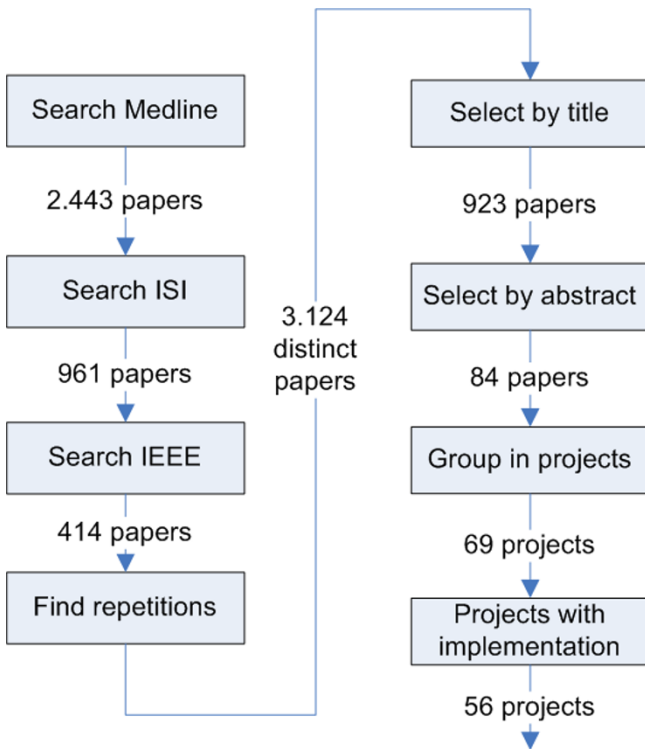 Search Medline
2.443 papers
Search ISI
961 papers
Search IEEE
414 papers
Find repetitions
3.124
distinct
papers
Select by title
923 papers
Select by abstract
84 papers
Group in projects
69 projects
Projects with
implementation
56 projects